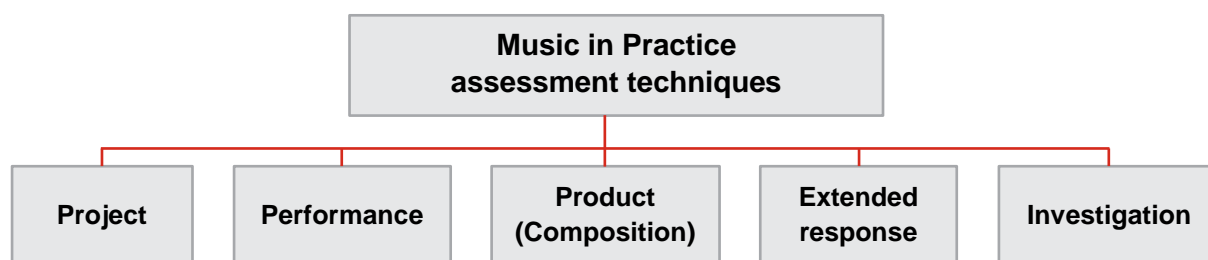 Music in Practice
assessment techniques
Project
Performance
Product
(Composition)
Extended
response
Investigation